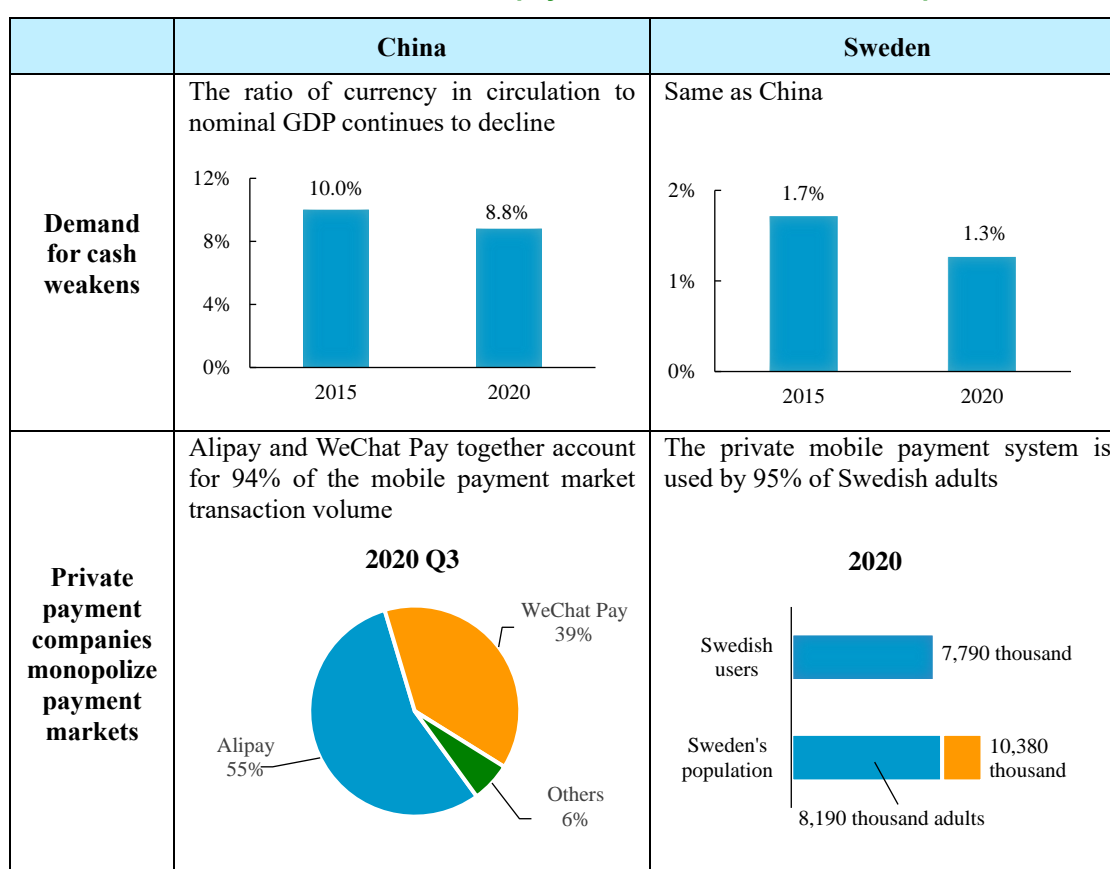 China
Sweden
Demand
for cash
weakens
The ratio of currency in circulation to
nominal GDP continues to decline
12%
8%
4%
0%
10.0%
8.8%
2015
2020
Same as China
2%
1%
0%
1.7%
1.3%
2015
2020
Private
payment
companies
monopolize
payment
markets
Alipay and WeChat Pay together account
for 94% of the mobile payment market
transaction volume
2020 Q3
WeChat Pay
39%
Alipay
55%
Others
6%
The private mobile payment system is
used by 95% of Swedish adults
2020
Swedish
users
7,790 thousand
Sweden's
population
10,380
thousand
8,190 thousand adults